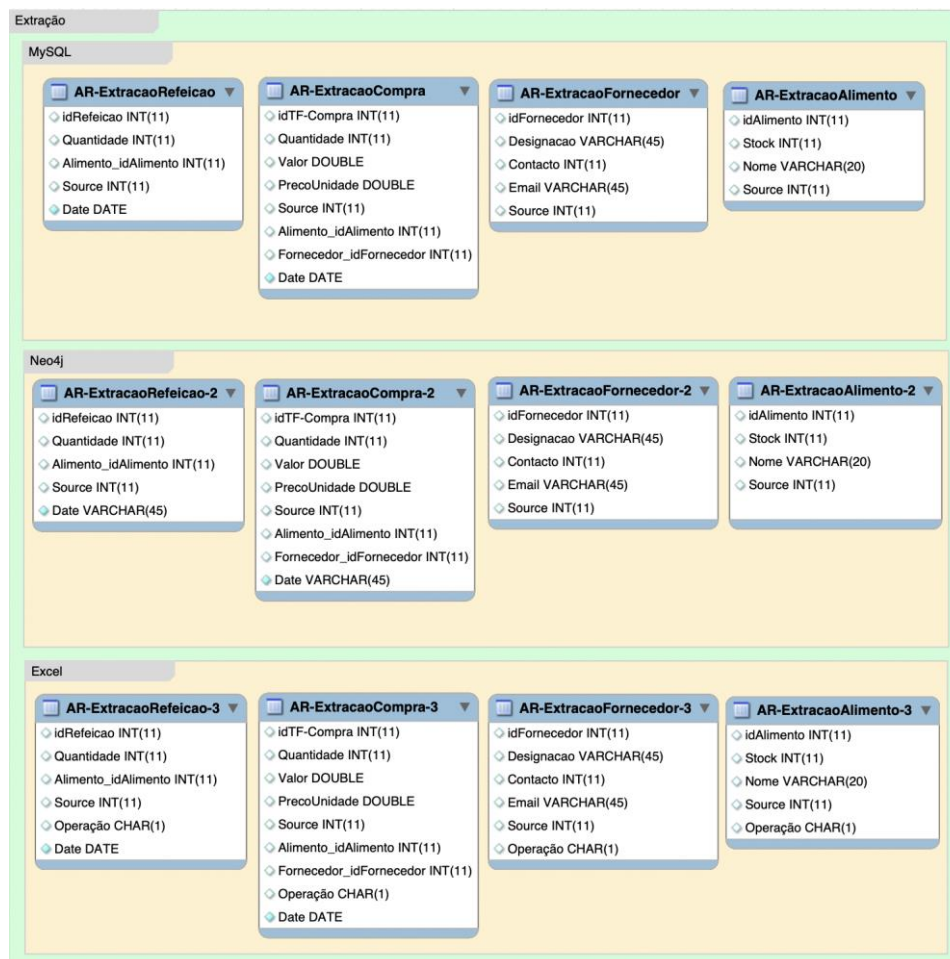 Extração
MySQL
AR-ExtracaoRefeicao
idRefeicao INT(11)
Quantidade INT(11)
Alimento_idAlimento INT(11)
Source INT(11)
Date DATE
AR-ExtracaoCompra
idTF-Compra INT(11)
Quantidade INT(11)
Valor DOUBLE
PrecoUnidade DOUBLE
Source INT(11)
Alimento_idAlimento INT(11)
Fornecedor_idFornecedor INT(11)
Date DATE
AR-ExtracaoFornecedor
idFornecedor INT(11)
Designacao VARCHAR(45)
Contacto INT(11)
Email VARCHAR(45)
Source INT(11)
AR-ExtracaoAlimento
idAlimento INT(11)
Stock INT(11)
Nome VARCHAR(20)
Source INT(11)
Neo4j
AR-ExtracaoRefeicao-2
idRefeicao INT(11)
Quantidade INT(11)
Alimento_idAlimento INT(11)
Source INT(11)
Date VARCHAR(45)
AR-ExtracaoCompra-2
idTF-Compra INT(11)
Quantidade INT(11)
Valor DOUBLE
PrecoUnidade DOUBLE
Source INT(11)
Alimento_idAlimento INT(11)
Fornecedor_idFornecedor INT(11)
Date VARCHAR(45)
AR-ExtracaoFornecedor-2
idFornecedor INT(11)
Designacao VARCHAR(45)
Contacto INT(11)
Email VARCHAR(45)
Source INT(11)
AR-ExtracaoAlimento-2
idAlimento INT(11)
Stock INT(11)
Nome VARCHAR(20)
Source INT(11)
Excel
AR-ExtracaoRefeicao-3
idRefeicao INT(11)
Quantidade INT(11)
Alimento_idAlimento INT(11)
Source INT(11)
Operação CHAR(1)
Date DATE
AR-ExtracaoCompra-3
idTF-Compra INT(11)
Quantidade INT(11)
Valor DOUBLE
PrecoUnidade DOUBLE
Source INT(11)
Alimento_idAlimento INT(11)
Fornecedor_idFornecedor INT(11)
Operação CHAR(1)
Date DATE
AR-ExtracaoFornecedor-3
idFornecedor INT(11)
Designacao VARCHAR(45)
Contacto INT(11)
Email VARCHAR(45)
Source INT(11)
Operação CHAR(1)
AR-ExtracaoAlimento-3
idAlimento INT(11)
Stock INT(11)
Nome VARCHAR(20)
Source INT(11)
Operação CHAR(1)